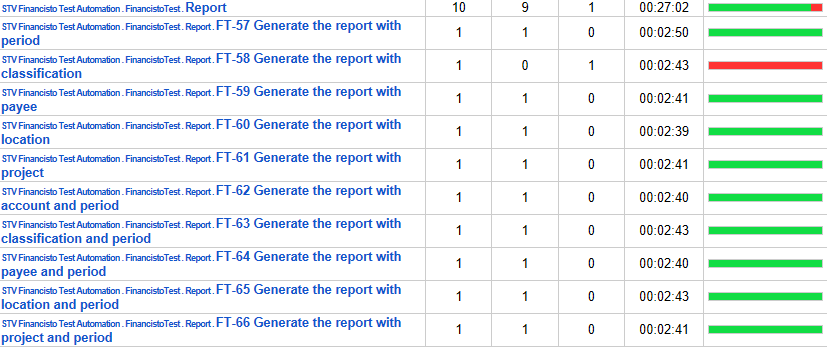 STV Financisto Test Automation . FinancistoTest . Report 10 9 1 00:27:02
STV Financisto Test Automation . FinancistoTest . Report . FT-57 Generate the report with
period 1 1 0 00:02:50
STV Financisto Test Automation . FinancistoTest . Report . FT-58 Generate the report with
classification 1 0 1 00:02:43
STV Financisto Test Automation . FinancistoTest . Report . FT-59 Generate the report with
payee 1 1 0 00:02:41
STV Financisto Test Automation . FinancistoTest . Report . FT-60 Generate the report with
location 1 1 0 00:02:39
STV Financisto Test Automation . FinancistoTest . Report . FT-61 Generate the report with
project 1 1 0 00:02:41
STV Financisto Test Automation . FinancistoTest . Report . FT-62 Generate the report with
account and period 1 1 0 00:02:40
STV Financisto Test Automation . FinancistoTest . Report . FT-63 Generate the report with
classification and period 1 1 0 00:02:43
STV Financisto Test Automation . FinancistoTest . Report . FT-64 Generate the report with
payee and period 1 1 0 00:02:40
STV Financisto Test Automation . FinancistoTest . Report . FT-65 Generate the report with
location and period 1 1 0 00:02:43
STV Financisto Test Automation . FinancistoTest . Report . FT-66 Generate the report with
project and period 1 1 0 00:02:41